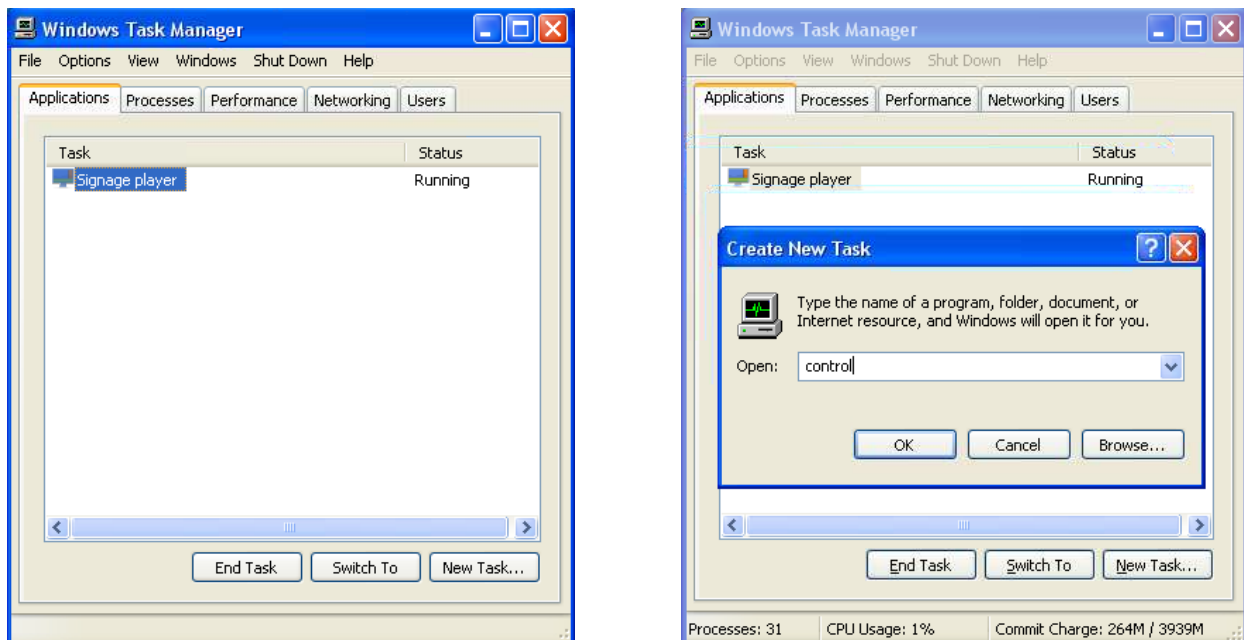 Windows Task Manager
File Options View Windows Shut Down Help
Applications Processes Performance Networking Users
Task Status
Signage player Running
End Task Switch To New Task...
Windows Task Manager
File Options View Windows Shut Down Help
Applications Processes Performance Networking Users
Task Status
Signage player Running
Create New Task
Type the name of a program, folder, document, or
Internet resource, and Windows will open it for you.
Open: control
OK Cancel Browse...
End Task Switch To New Task...
Processes: 31 CPU Usage: 1% Commit Charge: 264M / 3939M